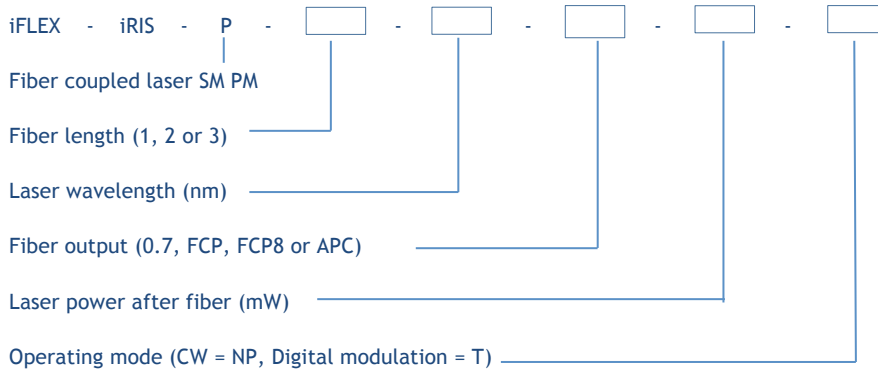 iFLEX - iRIS - P - - - - -
Fiber coupled laser SM PM
Fiber length (1, 2 or 3)
Laser wavelength (nm)
Fiber output (0.7, FCP, FCP8 or APC)
Laser power after fiber (mW)
Operating mode (CW = NP, Digital modulation = T)